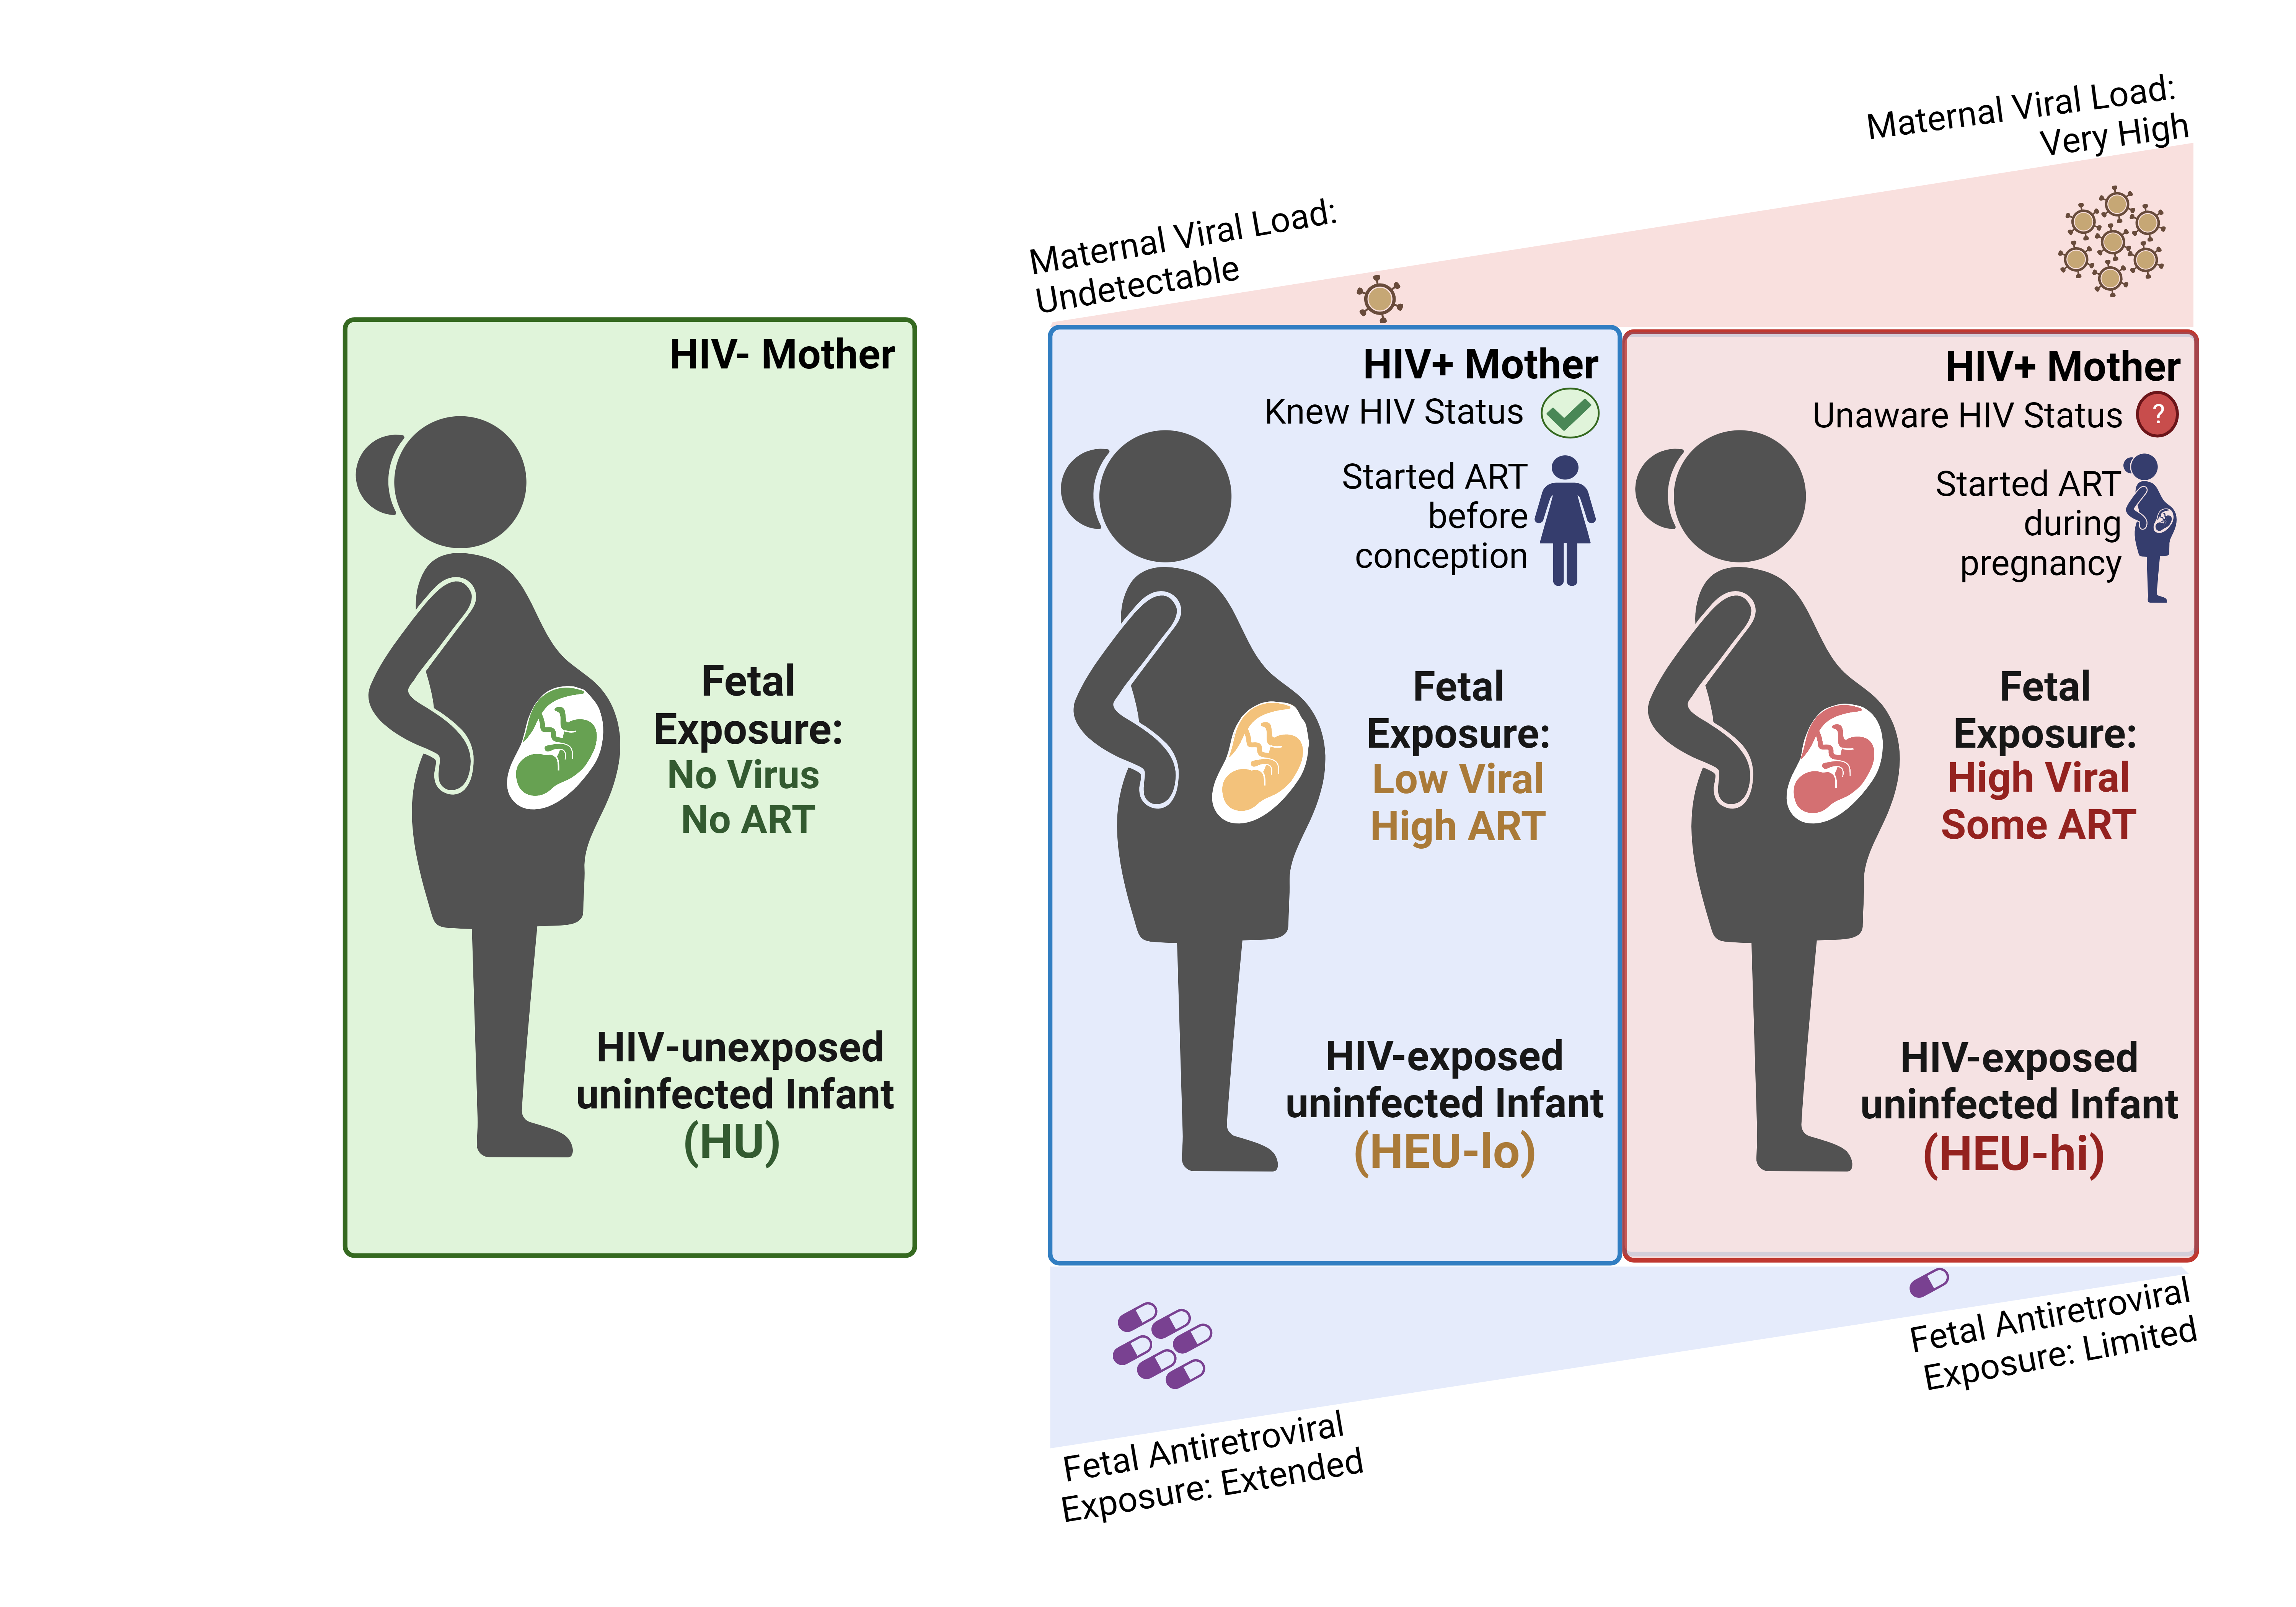 Maternal Viral Load:
Very High
Maternal Viral Load:
Undetectable
HIV- Mother
Fetal
Exposure:
No Virus
No ART
HIV-unexposed
uninfected Infant
(HU)
HIV+ Mother
Knew HIV Status
Started ART
before
conception
Fetal
Exposure:
Low Viral
High ART
HIV-exposed
uninfected Infant
(HEU-lo)
HIV+ Mother
Unaware HIV Status ?
Started ART
during
pregnancy
Fetal
Exposure:
High Viral
Some ART
HIV-exposed
uninfected Infant
(HEU-hi)
Fetal Antiretroviral
Exposure: Limited
Fetal Antiretroviral
Exposure: Extended